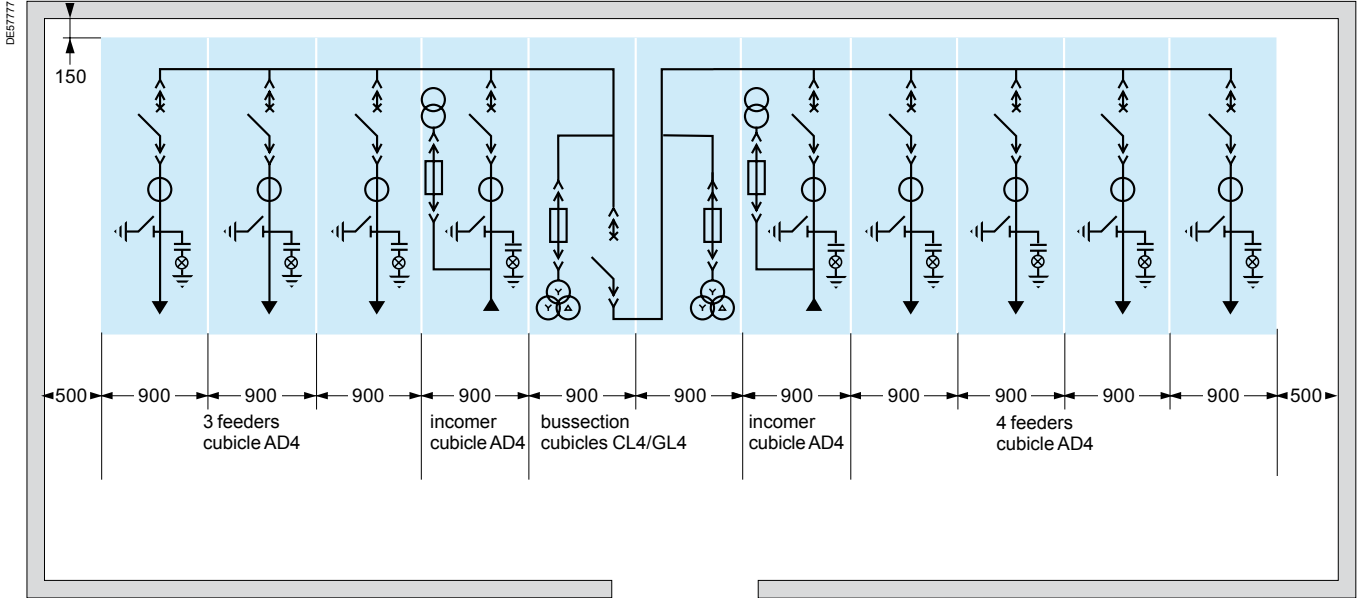 DE57777
150
500 900 900 900 900 900 900 900 900 900 900 900 500
3 feeders
cubicle AD4
incomer
cubicle AD4
bussection
cubicles CL4/GL4
incomer
cubicle AD4
4 feeders
cubicle AD4
Y
Y
Y
Y